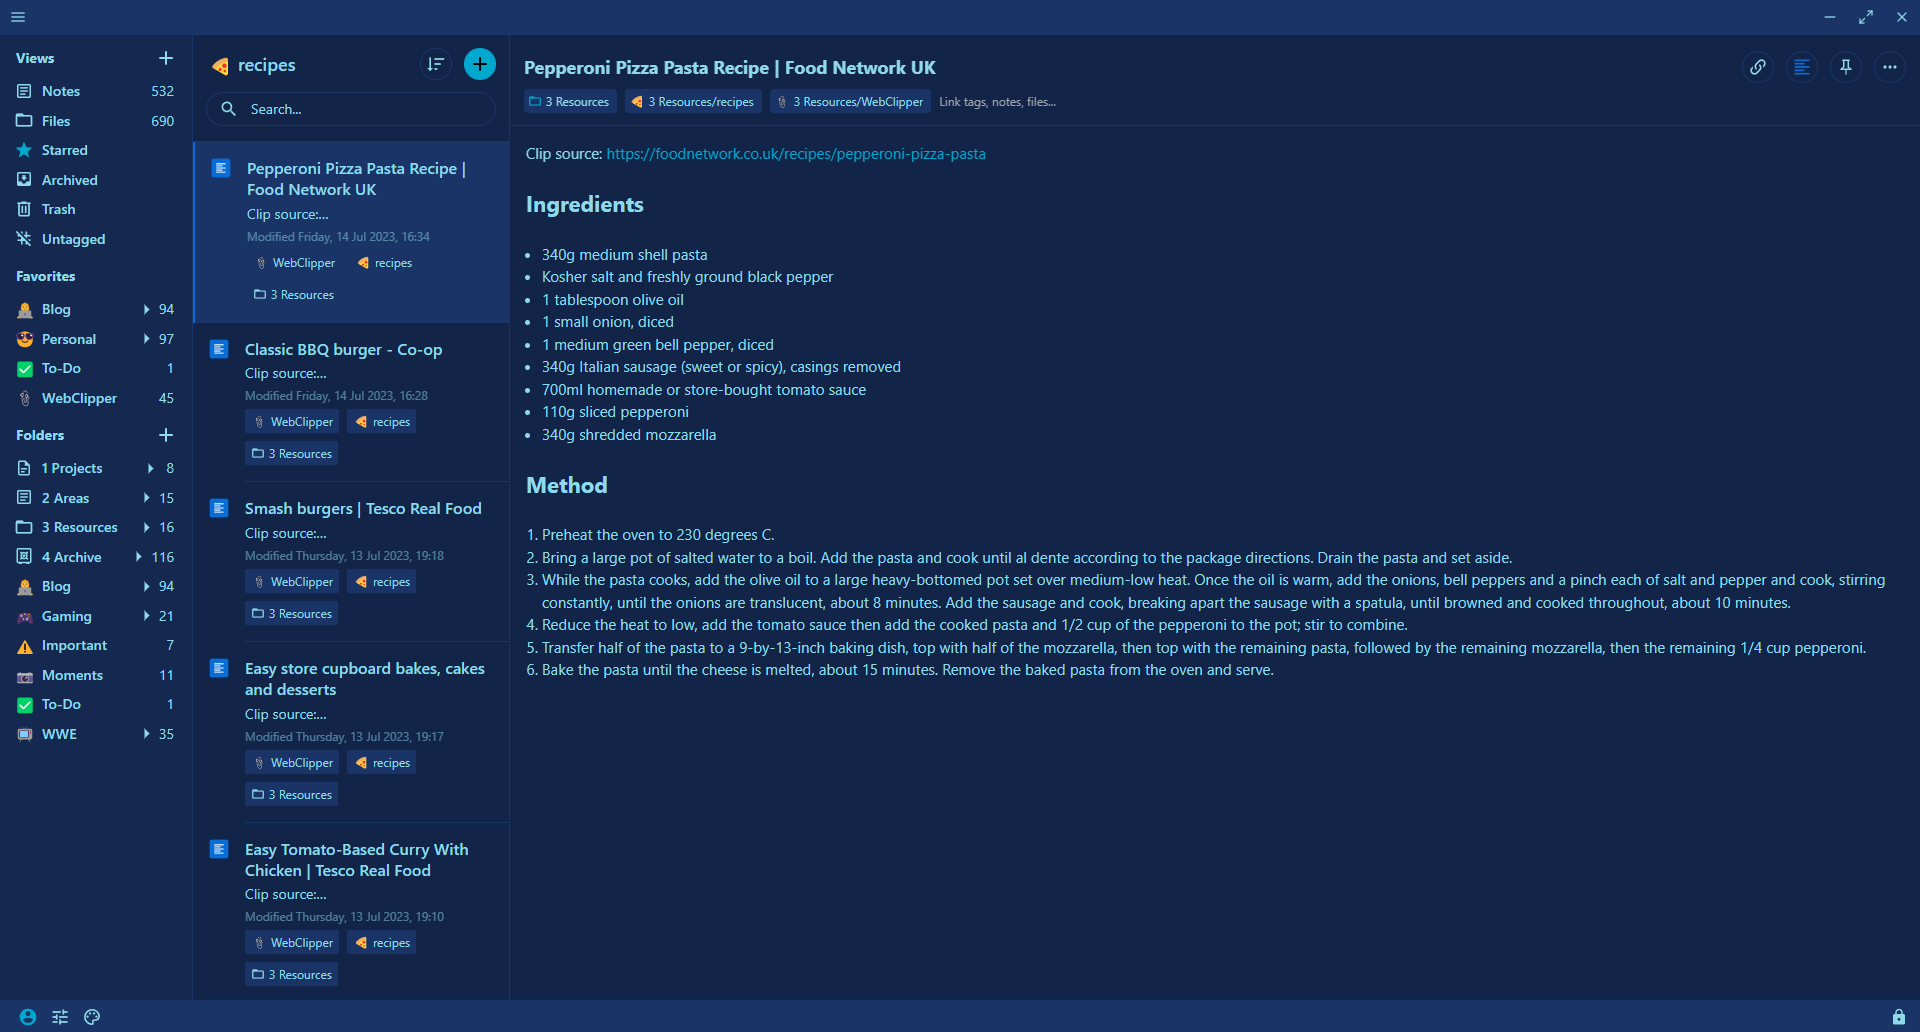 Views
Notes 532
Files 690
Starred
Archived
Trash
Untagged
Favorites
Blog 94
Personal 97
To-Do 1
WebClipper 45
Folders
1 Projects 8
2 Areas 15
3 Resources 16
4 Archive 116
Blog 94
Gaming 21
Important 7
Moments 11
To-Do 1
WWE 35
recipes
Search...
Pepperoni Pizza Pasta Recipe |
Food Network UK
Clip source:...
Modified Friday, 14 Jul 2023, 16:34
WebClipper recipes
3 Resources
Classic BBQ burger - Co-op
Clip source:...
Modified Friday, 14 Jul 2023, 16:28
WebClipper recipes
3 Resources
Smash burgers | Tesco Real Food
Clip source:...
Modified Thursday, 13 Jul 2023, 19:18
WebClipper recipes
3 Resources
Easy store cupboard bakes, cakes
and desserts
Clip source:...
Modified Thursday, 13 Jul 2023, 19:17
WebClipper recipes
3 Resources
Easy Tomato-Based Curry With
Chicken | Tesco Real Food
Clip source:...
Modified Thursday, 13 Jul 2023, 19:10
WebClipper recipes
3 Resources
Pepperoni Pizza Pasta Recipe | Food Network UK
3 Resources 3 Resources/recipes 3 Resources/WebClipper Link tags, notes, files...
Clip source: https://foodnetwork.co.uk/recipes/pepperoni-pizza-pasta
Ingredients
• 340g medium shell pasta
• Kosher salt and freshly ground black pepper
• 1 tablespoon olive oil
• 1 small onion, diced
• 1 medium green bell pepper, diced
• 340g Italian sausage (sweet or spicy), casings removed
• 700ml homemade or store-bought tomato sauce
• 110g sliced pepperoni
• 340g shredded mozzarella
Method
1. Preheat the oven to 230 degrees C.
2. Bring a large pot of salted water to a boil. Add the pasta and cook until al dente according to the package directions. Drain the pasta and set aside.
3. While the pasta cooks, add the olive oil to a large heavy-bottomed pot set over medium-low heat. Once the oil is warm, add the onions, bell peppers and a pinch each of salt and pepper and cook, stirring
constantly, until the onions are translucent, about 8 minutes. Add the sausage and cook, breaking apart the sausage with a spatula, until browned and cooked throughout, about 10 minutes.
4. Reduce the heat to low, add the tomato sauce then add the cooked pasta and 1/2 cup of the pepperoni to the pot; stir to combine.
5. Transfer half of the pasta to a 9-by-13-inch baking dish, top with half of the mozzarella, then top with the remaining pasta, followed by the remaining mozzarella, then the remaining 1/4 cup pepperoni.
6. Bake the pasta until the cheese is melted, about 15 minutes. Remove the baked pasta from the oven and serve.